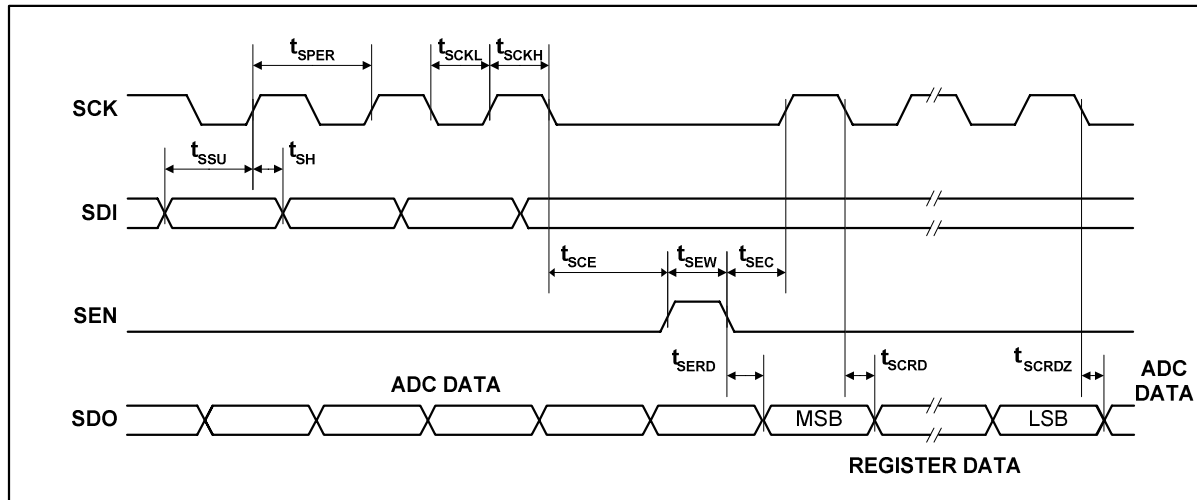 tSPER
tSCKL
tSCKH
SCK
tSSU
tSH
SDI
tSCE
tSEW
tSEC
SEN
tSERD
tSCRD
tSCRDZ
ADC DATA
ADC DATA
SDO
MSB
LSB
REGISTER DATA